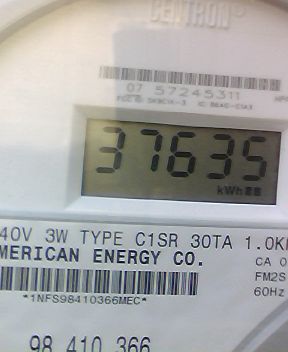 CENTRON®
07 57245311
37635
kWh
40V 3W TYPE C1SR 30TA 1.0K
MERICAN ENERGY CO.
CA 0
*1NFS98410366MEC*
FM2S
60Hz
98 410 366